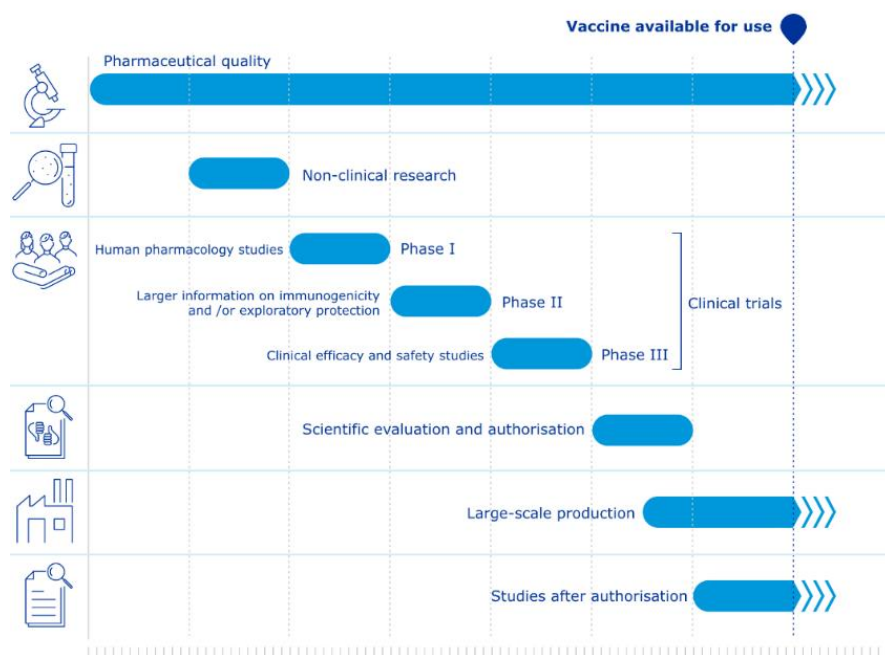 Vaccine available for use
Pharmaceutical quality
Non-clinical research
Human pharmacology studies
Phase I
Larger information on immunogenicity
and /or exploratory protection
Phase II
Clinical trials
Clinical efficacy and safety studies
Phase III
Scientific evaluation and authorisation
Large-scale production
Studies after authorisation